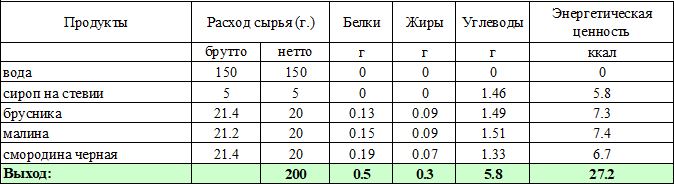 Продукты Расход сырья (г.) Белки Жиры Углеводы Энергетическая ценность
брутто нетто г г г ккал
вода 150 150 0 0 0 0
сироп на стевии 5 5 0 0 1.46 5.8
брусника 21.4 20 0.13 0.09 1.49 7.3
малина 21.2 20 0.15 0.09 1.51 7.4
смородина черная 21.4 20 0.19 0.07 1.33 6.7
Выход: 200 0.5 0.3 5.8 27.2